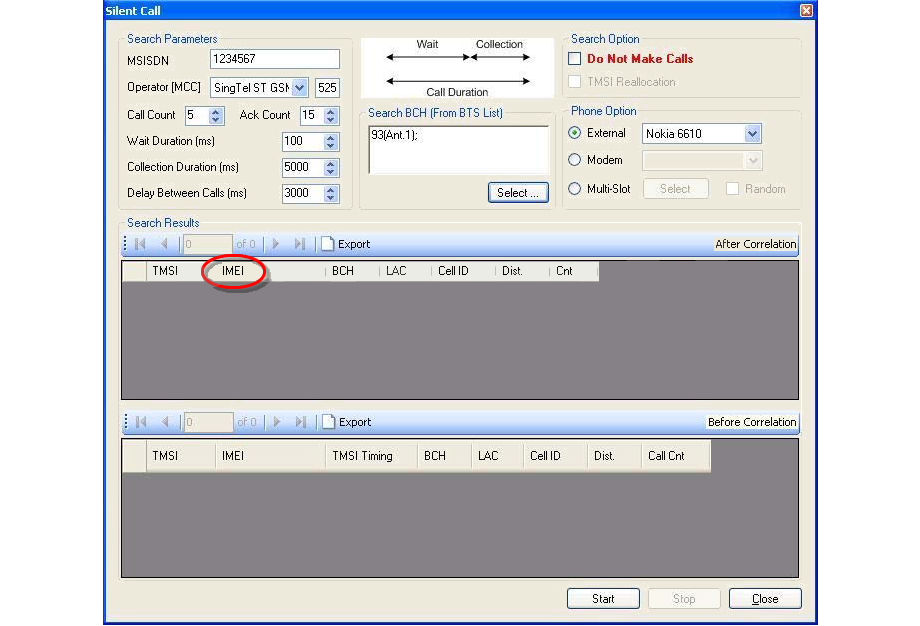 Silent Call
Search Parameters
MSISDN 1234567
Operator [MCC] SingTel ST GSM 525
Call Count 5 Ack Count 15
Wait Duration (ms) 100
Collection Duration (ms) 5000
Delay Between Calls (ms) 3000
Wait Collection
Call Duration
Search BCH (From BTS List)
93(Ant.1);
Select ...
Search Option
Do Not Make Calls
TMSI Reallocation
Phone Option
External Nokia 6610
Modem
Multi-Slot Select Random
Search Results
0 of 0 Export After Correlation
TMSI IMEI BCH LAC Cell ID Dist. Cnt
0 of 0 Export Before Correlation
TMSI IMEI TMSI Timing BCH LAC Cell ID Dist. Call Cnt
Start Stop Close